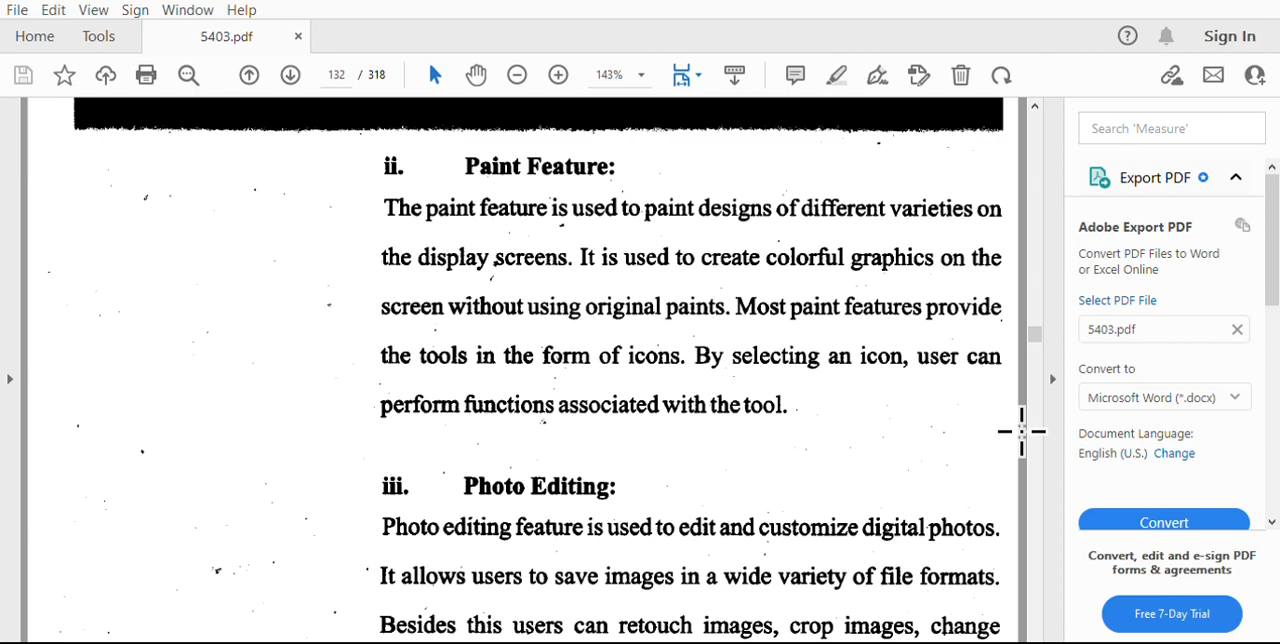 File Edit View Sign Window Help
Home Tools 5403.pdf × ? Sign In
132 / 318 143%
ii. Paint Feature:
The paint feature is used to paint designs of different varieties on
the display screens. It is used to create colorful graphics on the
screen without using original paints. Most paint features provide
the tools in the form of icons. By selecting an icon, user can
perform functions associated with the tool.
iii. Photo Editing:
Photo editing feature is used to edit and customize digital photos.
It allows users to save images in a wide variety of file formats.
Besides this users can retouch images, crop images, change
Search 'Measure'
Export PDF
Adobe Export PDF
Convert PDF Files to Word
or Excel Online
Select PDF File
5403.pdf
Convert to
Microsoft Word (*.docx)
Document Language:
English (U.S.) Change
Convert
Convert, edit and e-sign PDF
forms & agreements
Free 7-Day Trial